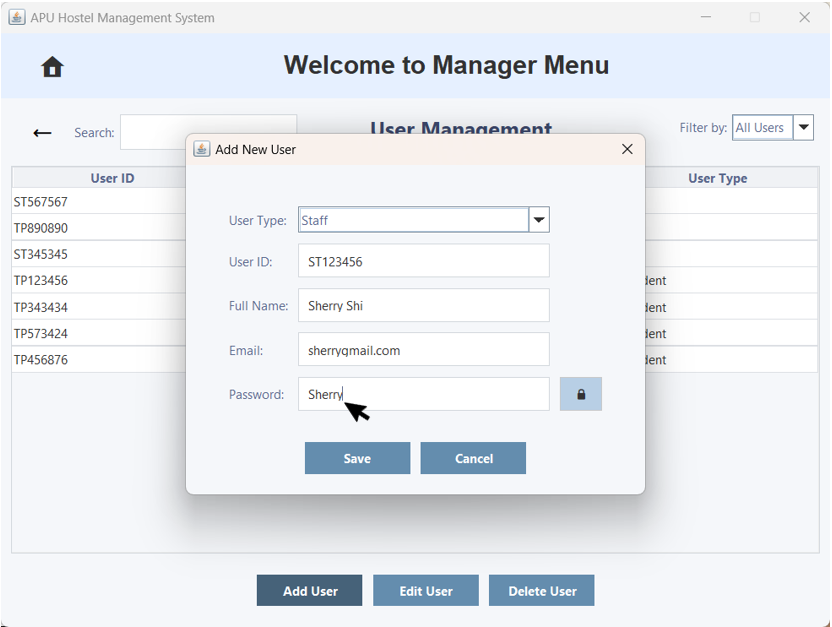 APU Hostel Management System
Welcome to Manager Menu
Search:
User Management
Filter by: All Users
User ID
User Type
ST567567
TP890890
ST345345
TP123456
dent
TP343434
dent
TP573424
dent
TP456876
dent
Add New User
User Type: Staff
User ID: ST123456
Full Name: Sherry Shi
Email: sherrygmail.com
Password: Sherry
Save Cancel
Add User Edit User Delete User